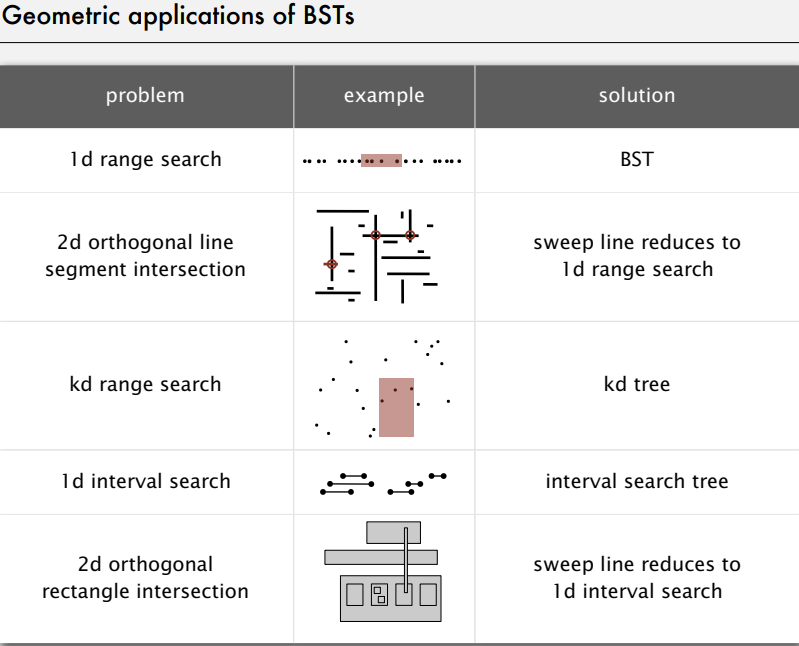 Geometric applications of BSTs
problem example solution
1d range search BST
2d orthogonal line
segment intersection
sweep line reduces to
1d range search
kd range search kd tree
1d interval search interval search tree
2d orthogonal
rectangle intersection
sweep line reduces to
1d interval search